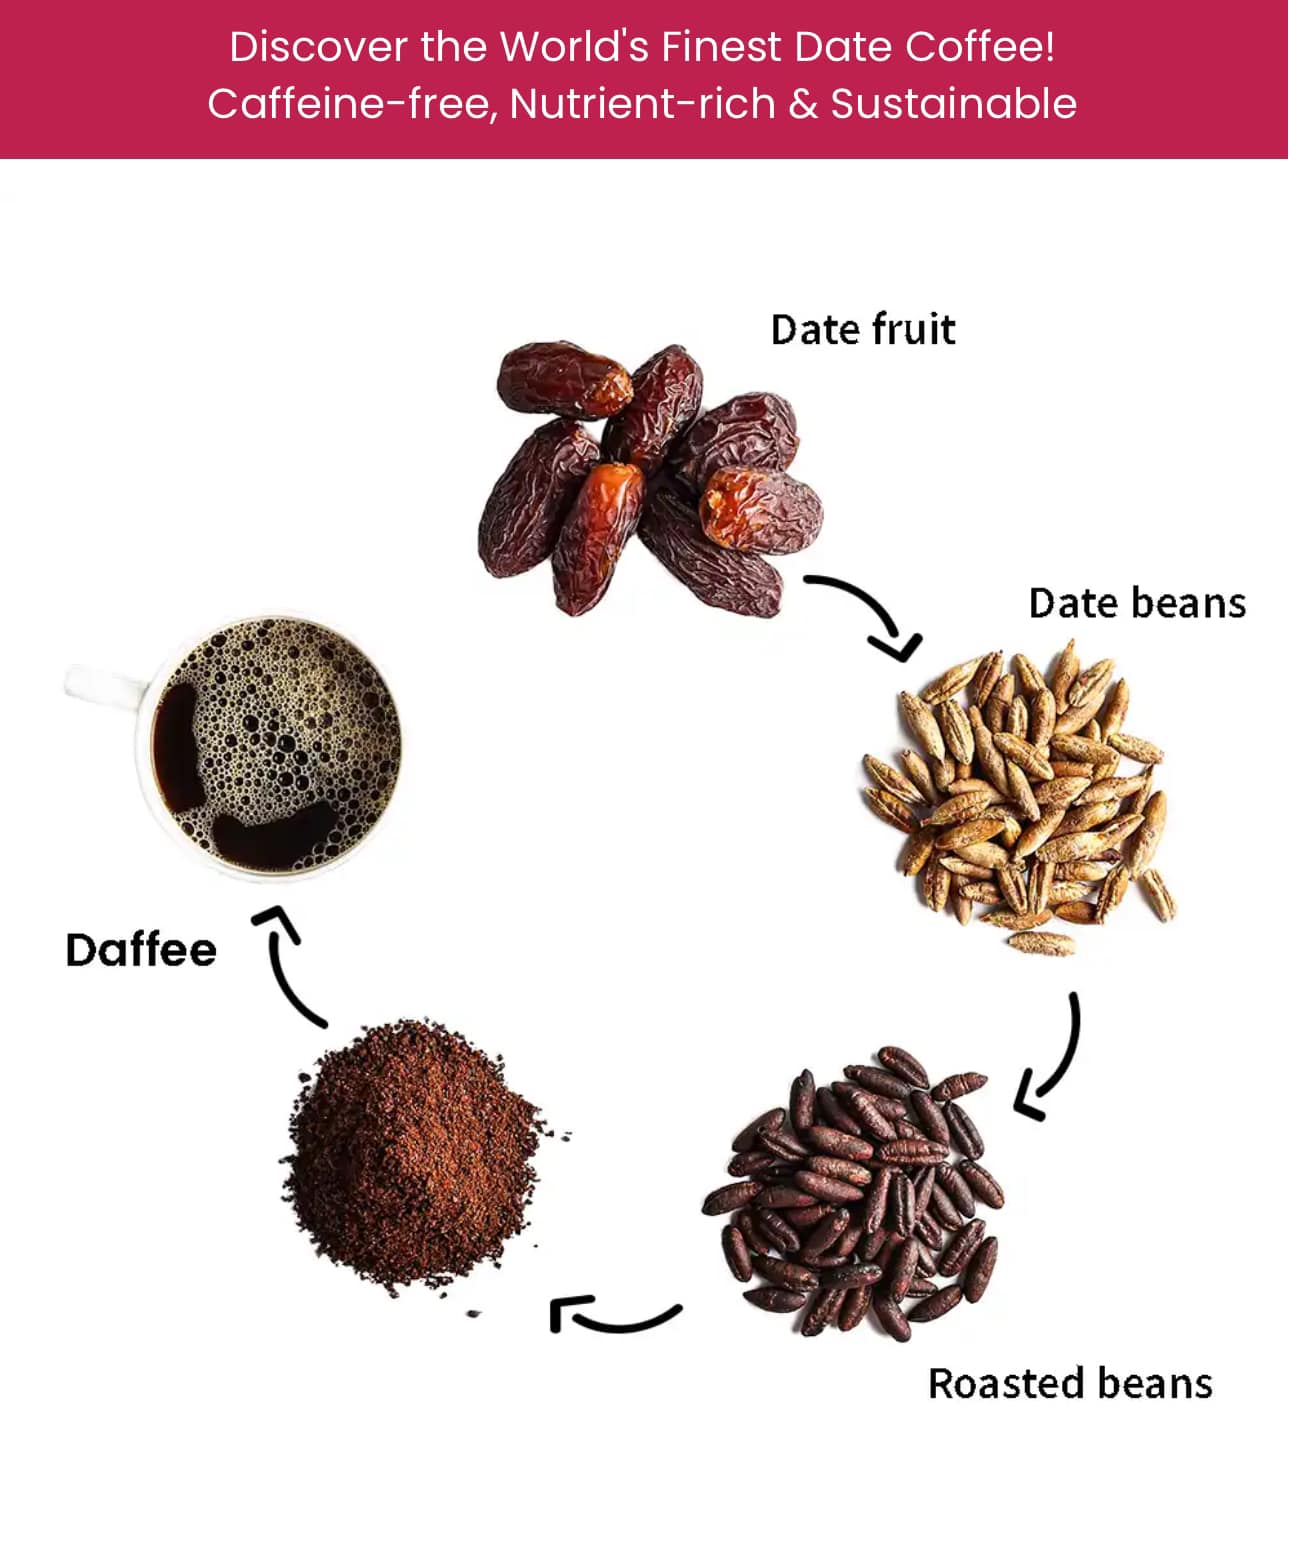 Discover the World's Finest Date Coffee!
Caffeine-free, Nutrient-rich & Sustainable
Date fruit
Date beans
Daffee
Roasted beans